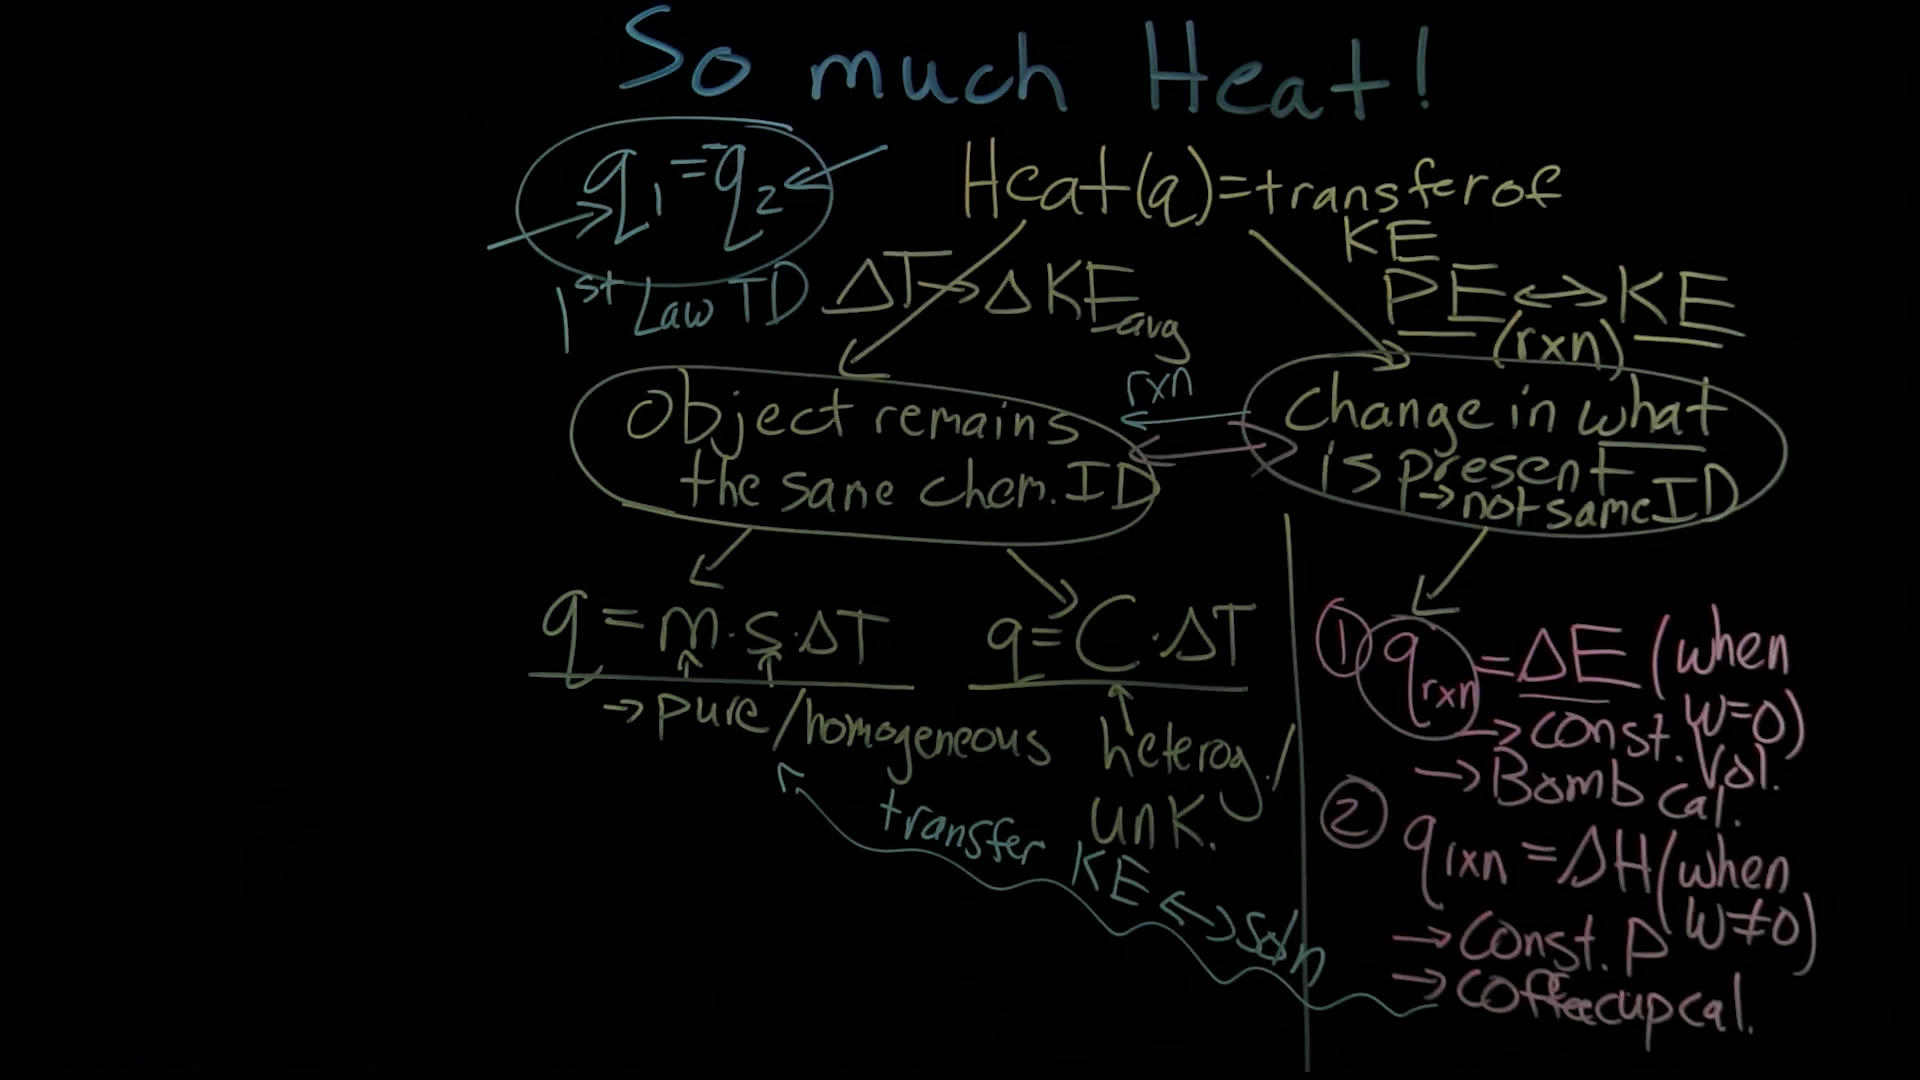 So much Heat!
q₁=-q₂
1st Law TD
Heat(q)=transfer of
KE
ΔT→ΔKEavg
PE↔KE
(rxn)
Object remains
the same chem. ID
rxn
Change in what
is present
→not same ID
q=m·s·ΔT
→pure/homogeneous
q=C·ΔT
heterog./
unk.
transfer KE↔soln
① qrxn=ΔE (when
w=0)
→const. Vol.
→Bomb cal.
② qrxn=ΔH (when
w≠0)
→const. P
→coffeecup cal.